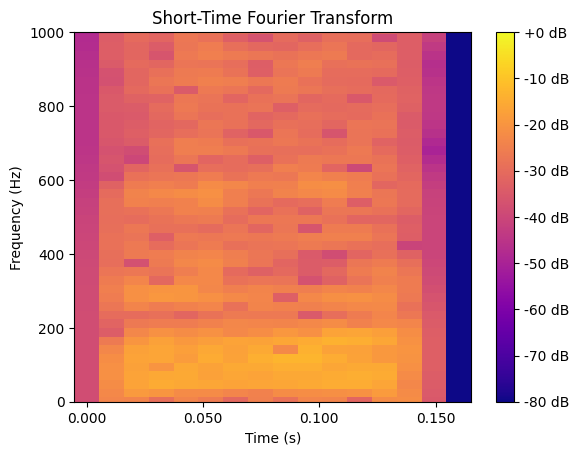 Short-Time Fourier Transform
1000
800
600
400
200
0
Frequency (Hz)
0.000
0.050
0.100
0.150
Time (s)
+0 dB
-10 dB
-20 dB
-30 dB
-40 dB
-50 dB
-60 dB
-70 dB
-80 dB